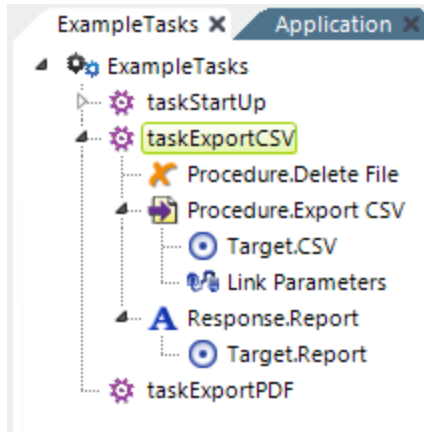 ExampleTasks Application
ExampleTasks
taskStartUp
taskExportCSV
Procedure.Delete File
Procedure.Export CSV
Target.CSV
Link Parameters
Response.Report
Target.Report
taskExportPDF